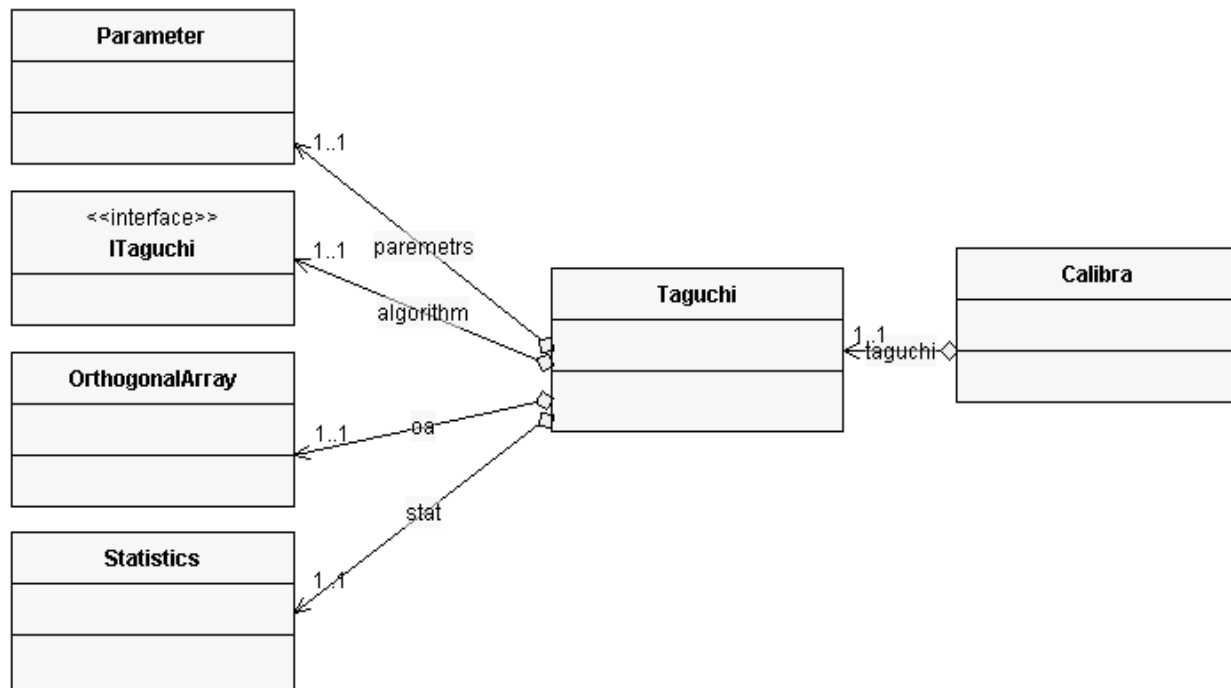 Parameter
1..1
<<interface>>
ITaguchi
1..1
paremetrs
algorithm
OrthogonalArray
1..1
oa
stat
Statistics
1..1
Taguchi
1..1
taguchi
Calibra